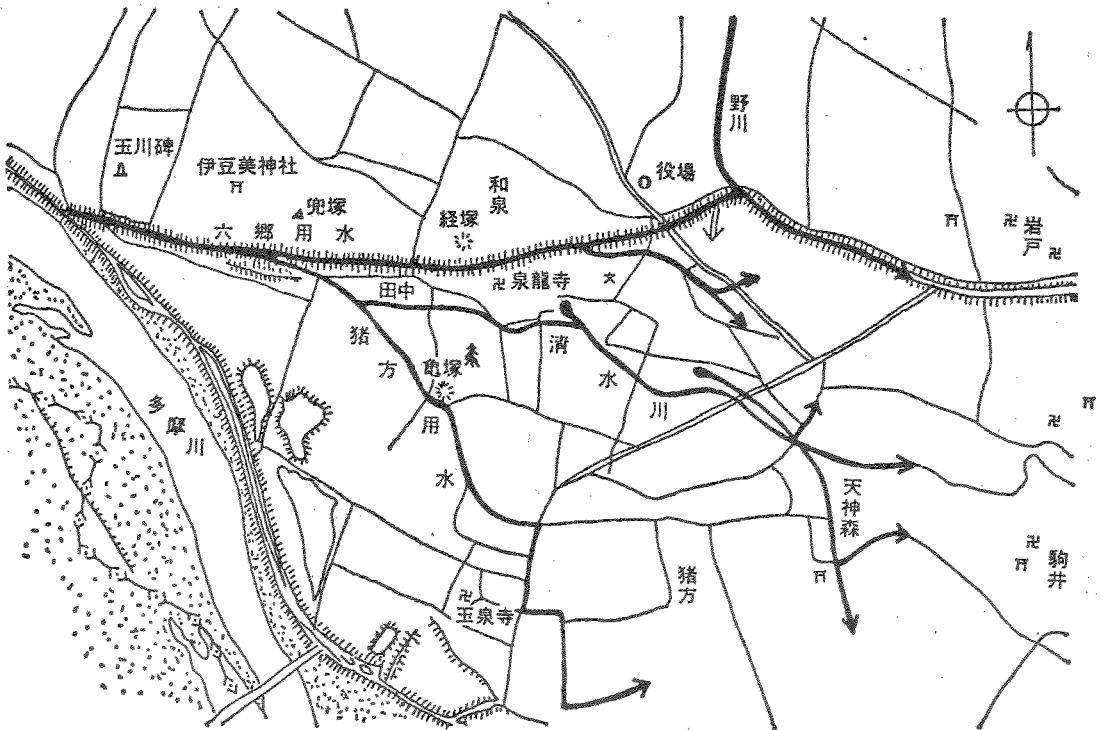 野川
玉川碑
伊豆美神社
役場
和泉
兜塚
経塚
六郷用水
岩戸
泉龍寺
田中
猪方用水
清水川
亀塚
多摩川
天神森
駒井
猪方
玉泉寺